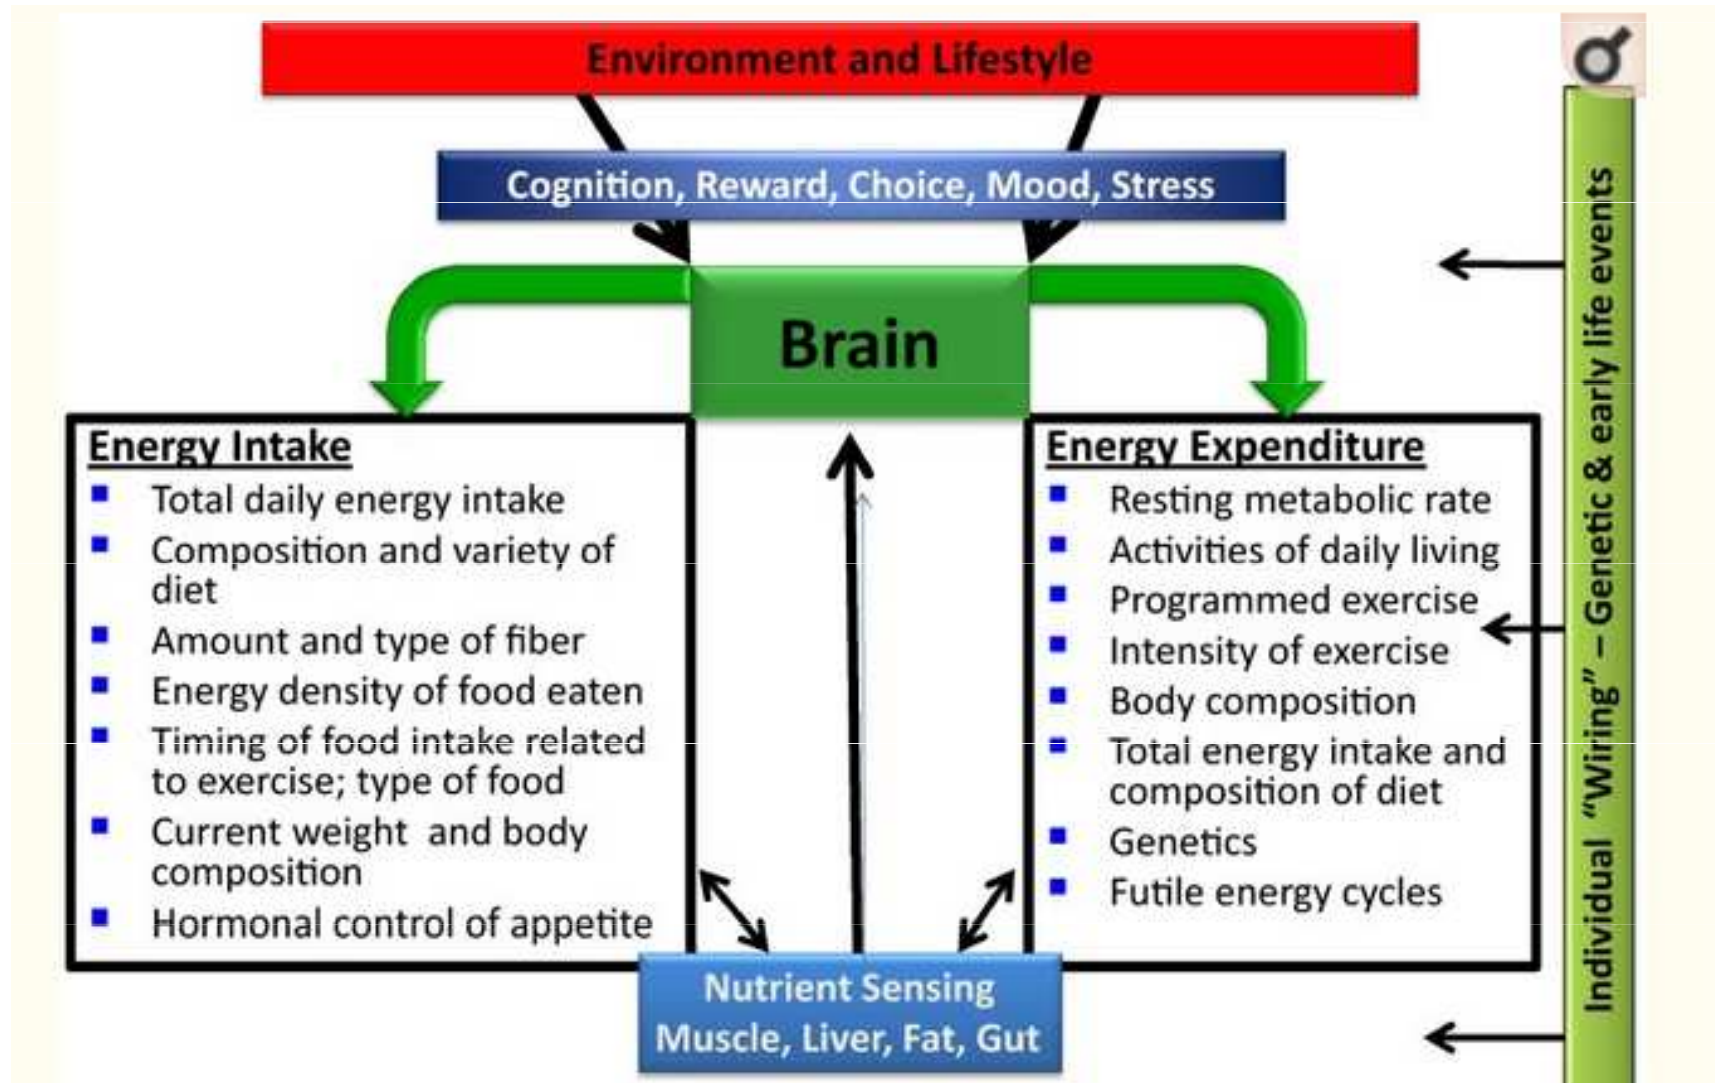 Environment and Lifestyle
Cognition, Reward, Choice, Mood, Stress
Brain
Energy Intake
Total daily energy intake
Composition and variety of
diet
Amount and type of fiber
Energy density of food eaten
Timing of food intake related
to exercise; type of food
Current weight and body
composition
Hormonal control of appetite
Energy Expenditure
Resting metabolic rate
Activities of daily living
Programmed exercise
Intensity of exercise
Body composition
Total energy intake and
composition of diet
Genetics
Futile energy cycles
Nutrient Sensing
Muscle, Liver, Fat, Gut
Individual “Wiring” – Genetic & early life events